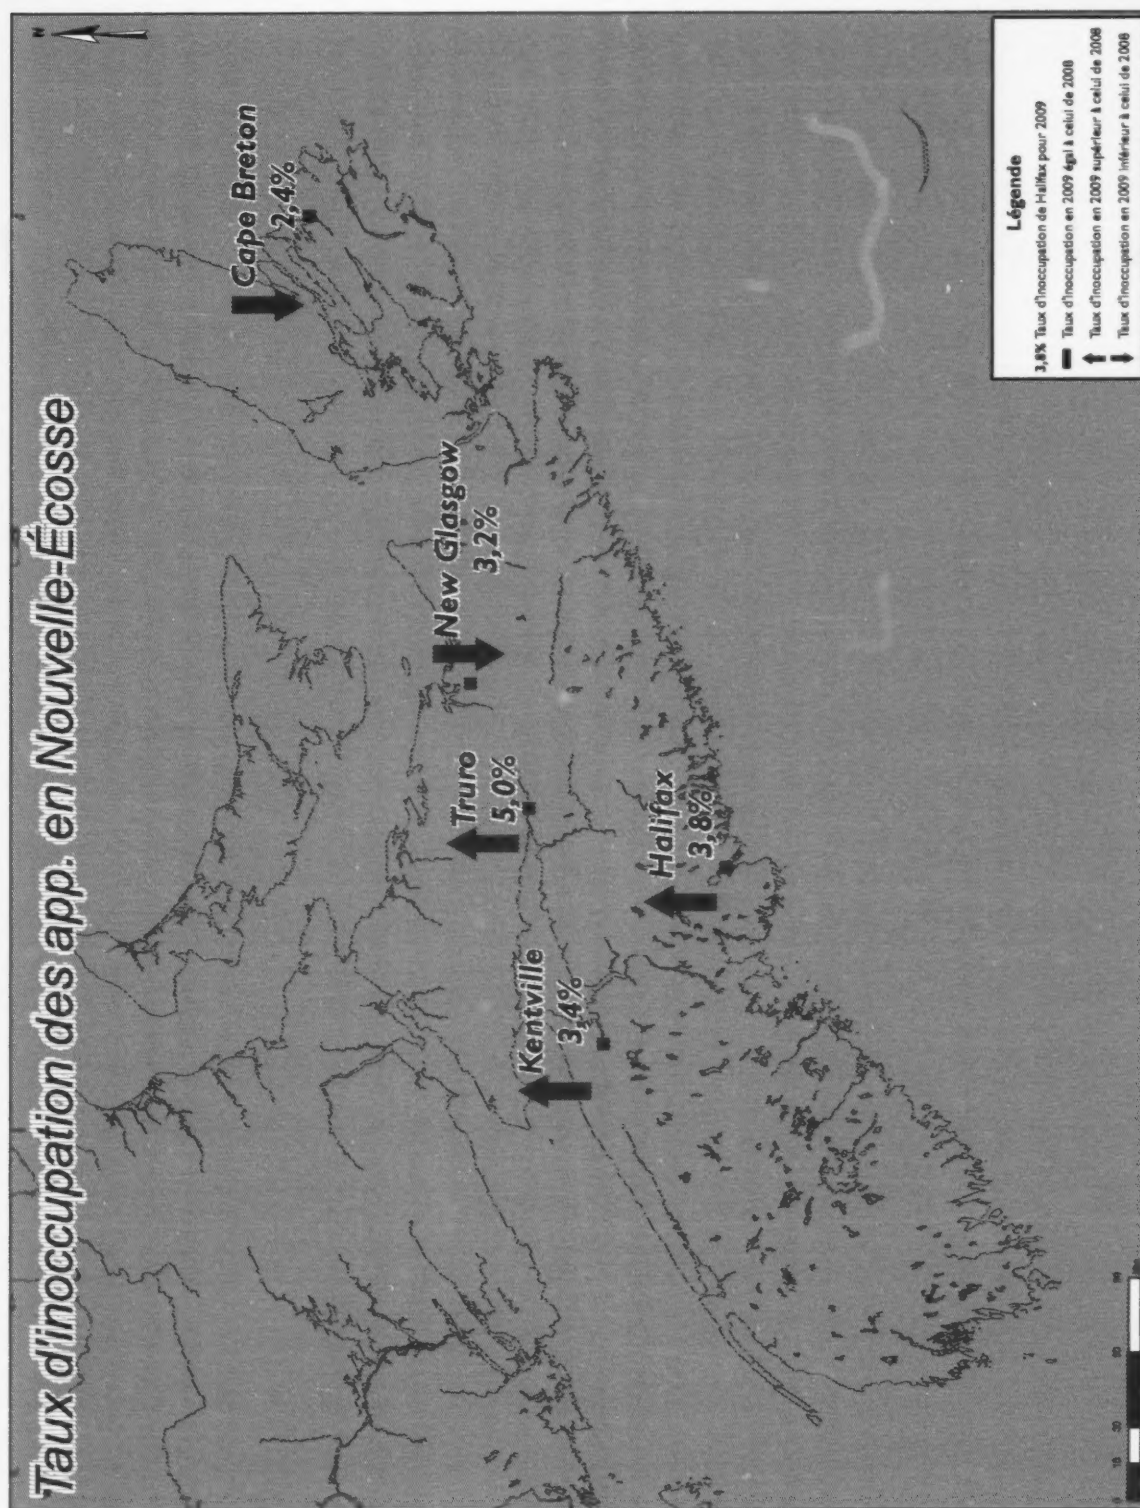 Taux d'inoccupation des app. en Nouvelle-Écosse
N
Cape Breton
2,4%
New Glasgow
3,2%
Truro
5,0%
Kentville
3,4%
Halifax
3,8%
Légende
3,8% Taux d'inoccupation de Halifax pour 2009
Taux d'inoccupation en 2009 égal à celui de 2008
Taux d'inoccupation en 2009 supérieur à celui de 2008
Taux d'inoccupation en 2009 inférieur à celui de 2008